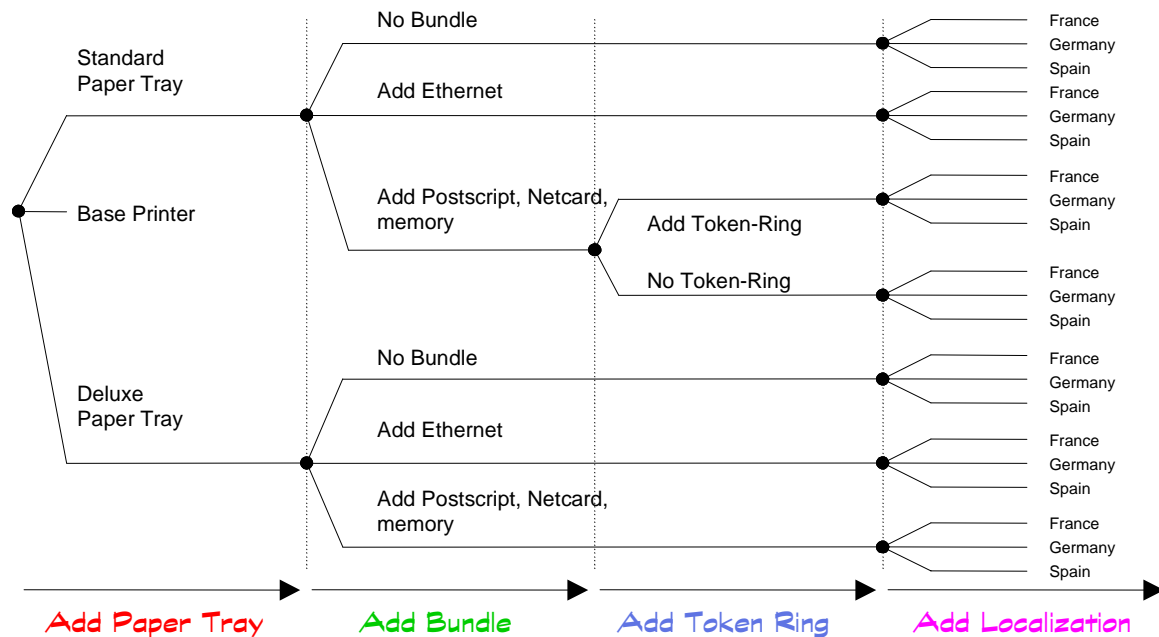 No Bundle
France
Germany
Spain
Standard
Paper Tray
Add Ethernet
France
Germany
Spain
Add Postscript, Netcard,
memory
France
Germany
Spain
Add Token-Ring
Base Printer
No Token-Ring
France
Germany
Spain
No Bundle
France
Germany
Spain
Deluxe
Paper Tray
Add Ethernet
France
Germany
Spain
Add Postscript, Netcard,
memory
France
Germany
Spain
Add Paper Tray
Add Bundle
Add Token Ring
Add Localization